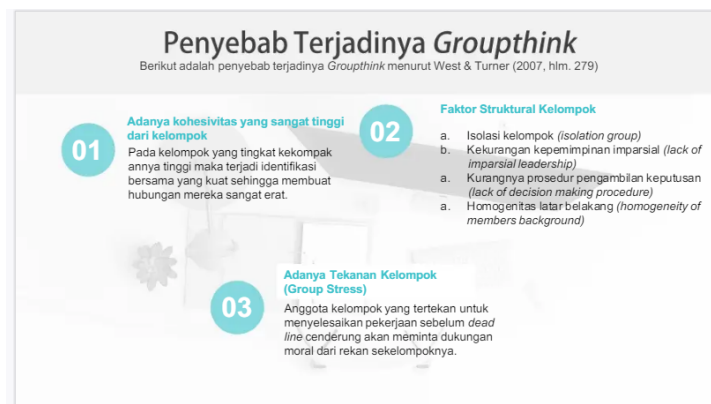 Penyebab Terjadinya Groupthink
Berikut adalah penyebab terjadinya Groupthink menurut West & Turner (2007, hlm. 279)
01
Adanya kohesivitas yang sangat tinggi
dari kelompok
Pada kelompok yang tingkat kekompak
annya tinggi maka terjadi identifikasi
bersama yang kuat sehingga membuat
hubungan mereka sangat erat.
02
Faktor Struktural Kelompok
a. Isolasi kelompok (isolation group)
b. Kekurangan kepemimpinan imparsial (lack of
imparsial leadership)
a. Kurangnya prosedur pengambilan keputusan
(lack of decision making procedure)
a. Homogenitas latar belakang (homogeneity of
members background)
03
Adanya Tekanan Kelompok
(Group Stress)
Anggota kelompok yang tertekan untuk
menyelesaikan pekerjaan sebelum dead
line cenderung akan meminta dukungan
moral dari rekan sekelompoknya.